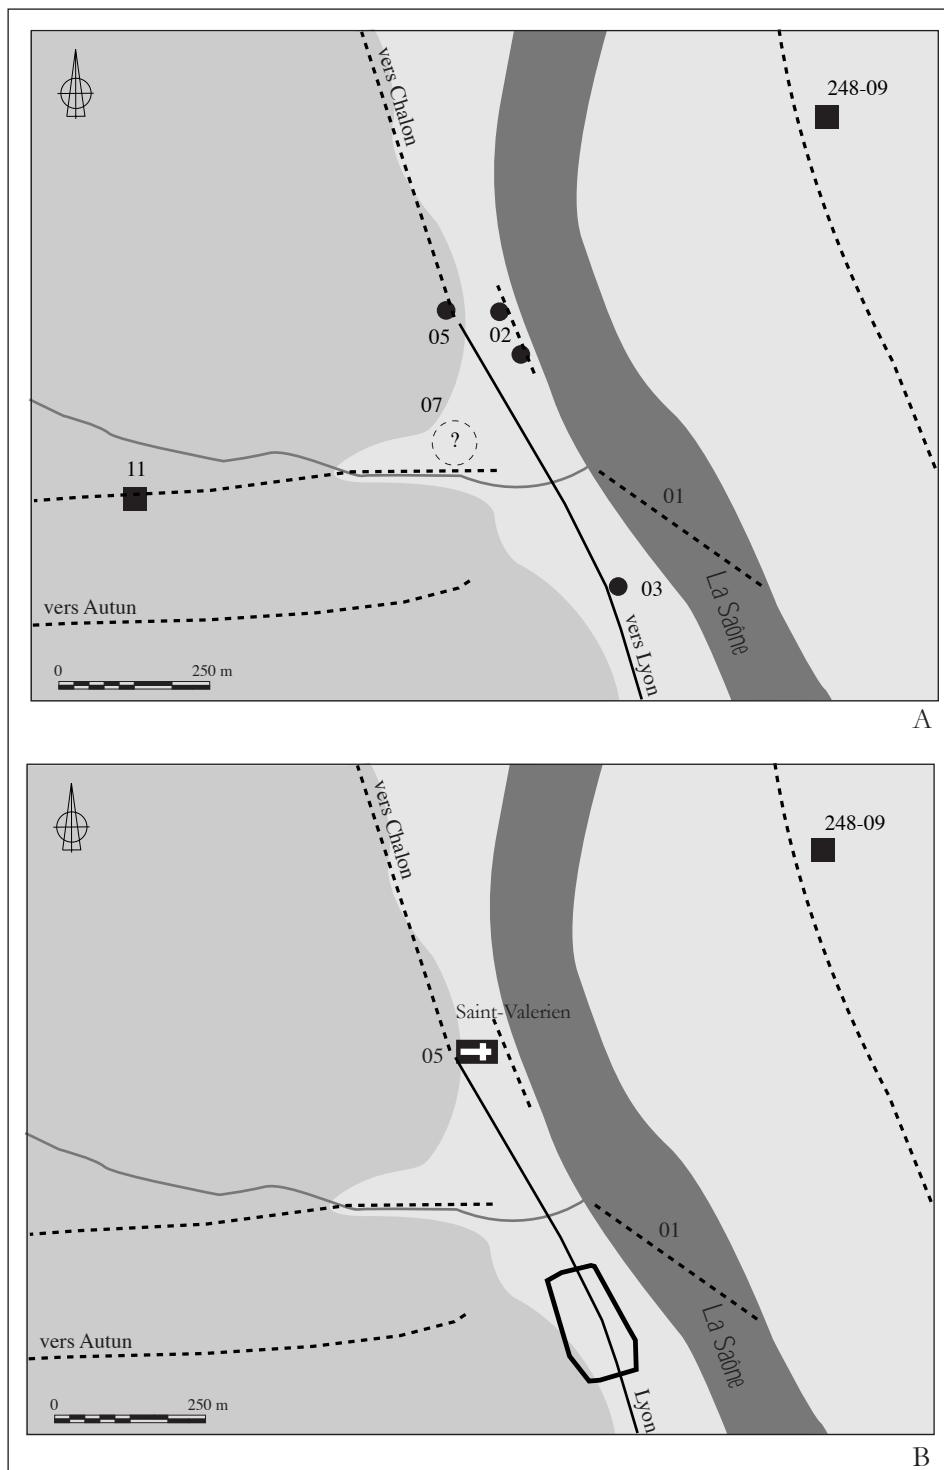 vers Chalon
248-09
05
02
07
?
11
01
La Saône
03
vers Autun
vers Lyon
0 250 m
A
vers Chalon
248-09
Saint-Valerien
05
01
La Saône
vers Autun
Lyon
0 250 m
B